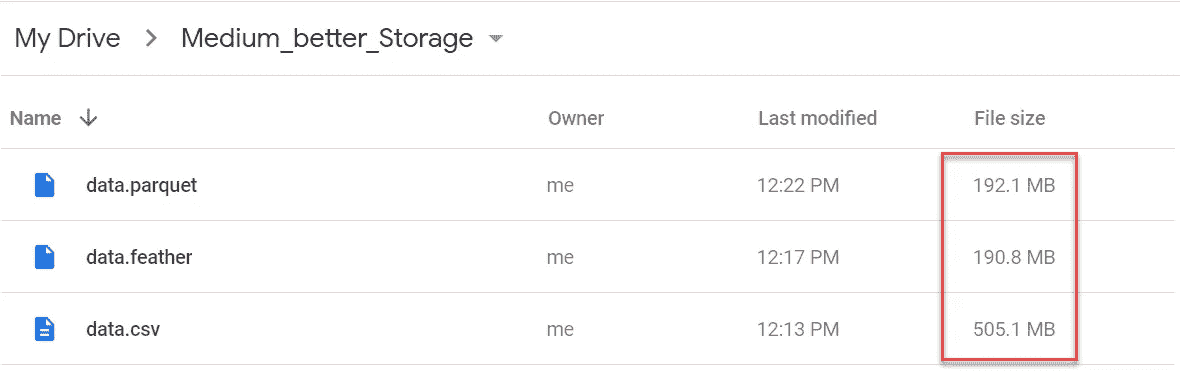 My Drive > Medium_better_Storage
Name Owner Last modified File size
data.parquet me 12:22 PM 192.1 MB
data.feather me 12:17 PM 190.8 MB
data.csv me 12:13 PM 505.1 MB